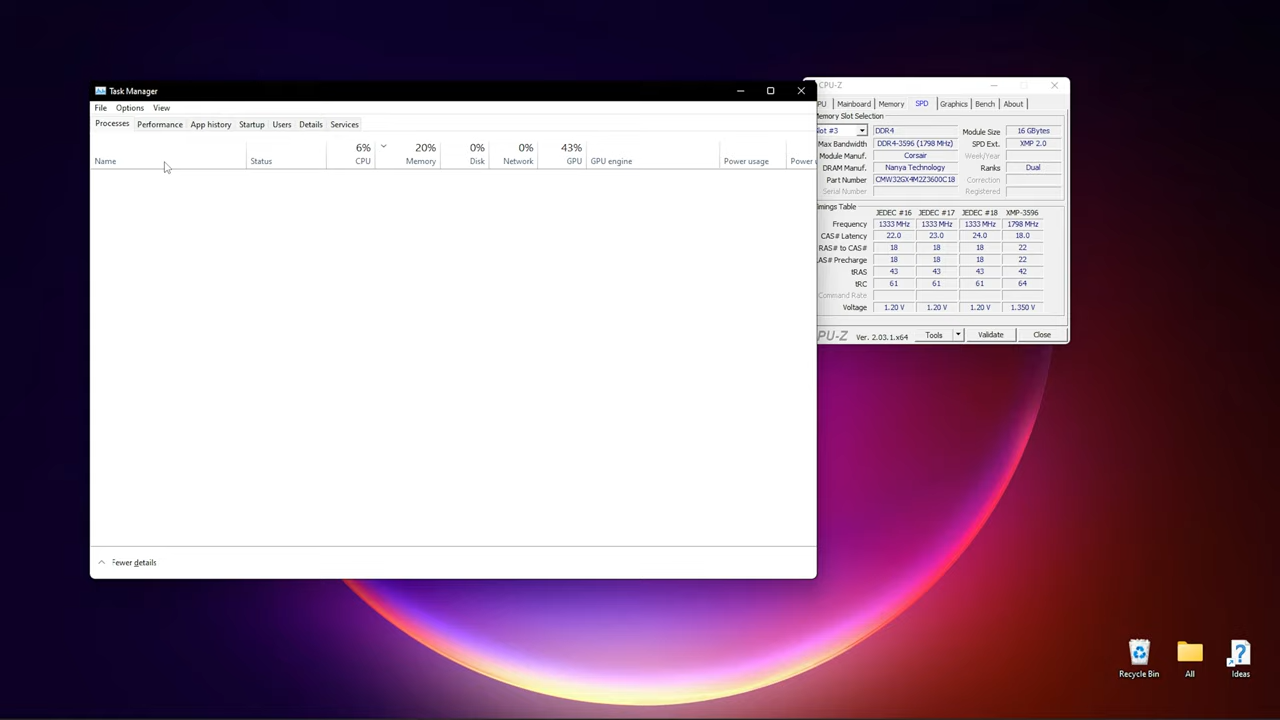 Task Manager
File Options View
Processes Performance App history Startup Users Details Services
6% 20% 0% 0% 43%
Name Status CPU Memory Disk Network GPU GPU engine Power usage Power u
CPU-Z
PU Mainboard Memory SPD Graphics Bench About
Memory Slot Selection
lot #3 DDR4 Module Size 16 GBytes
Max Bandwidth DDR4-3596 (1798 MHz) SPD Ext. XMP 2.0
Module Manuf. Corsair Week/Year
DRAM Manuf. Nanya Technology Ranks Dual
Part Number CMW32GX4M2Z3600C18 Correction
Serial Number Registered
imings Table
JEDEC #16 JEDEC #17 JEDEC #18 XMP-3596
Frequency 1333 MHz 1333 MHz 1333 MHz 1798 MHz
CAS# Latency 22.0 23.0 24.0 18.0
RAS# to CAS# 18 18 18 22
AS# Precharge 18 18 18 22
tRAS 43 43 43 42
tRC 61 61 61 64
Command Rate
Voltage 1.20 V 1.20 V 1.20 V 1.350 V
PU-Z Ver. 2.03.1.x64 Tools Validate Close
Fewer details
Recycle Bin All Ideas